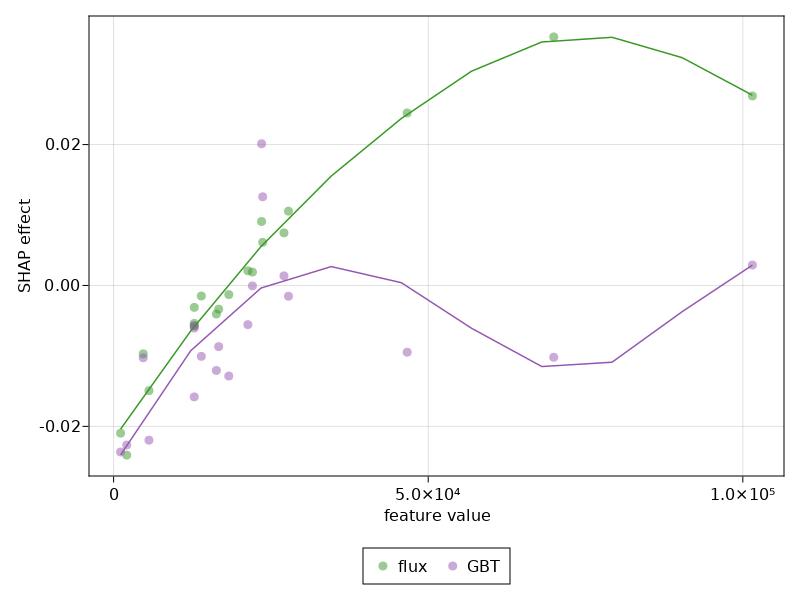 0.02
0.00
-0.02
SHAP effect
0
5.0×10⁴
1.0×10⁵
feature value
flux
GBT